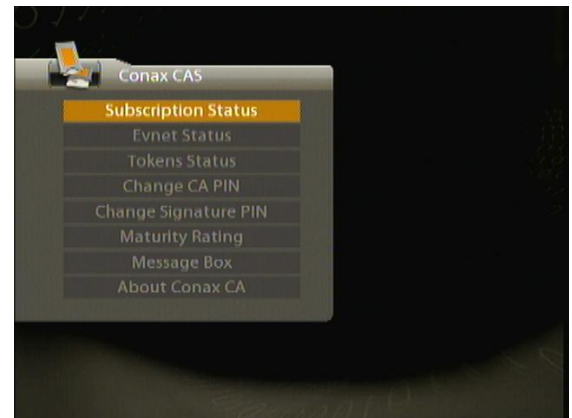 Conax CAS
Subscription Status
Evnet Status
Tokens Status
Change CA PIN
Change Signature PIN
Maturity Rating
Message Box
About Conax CA